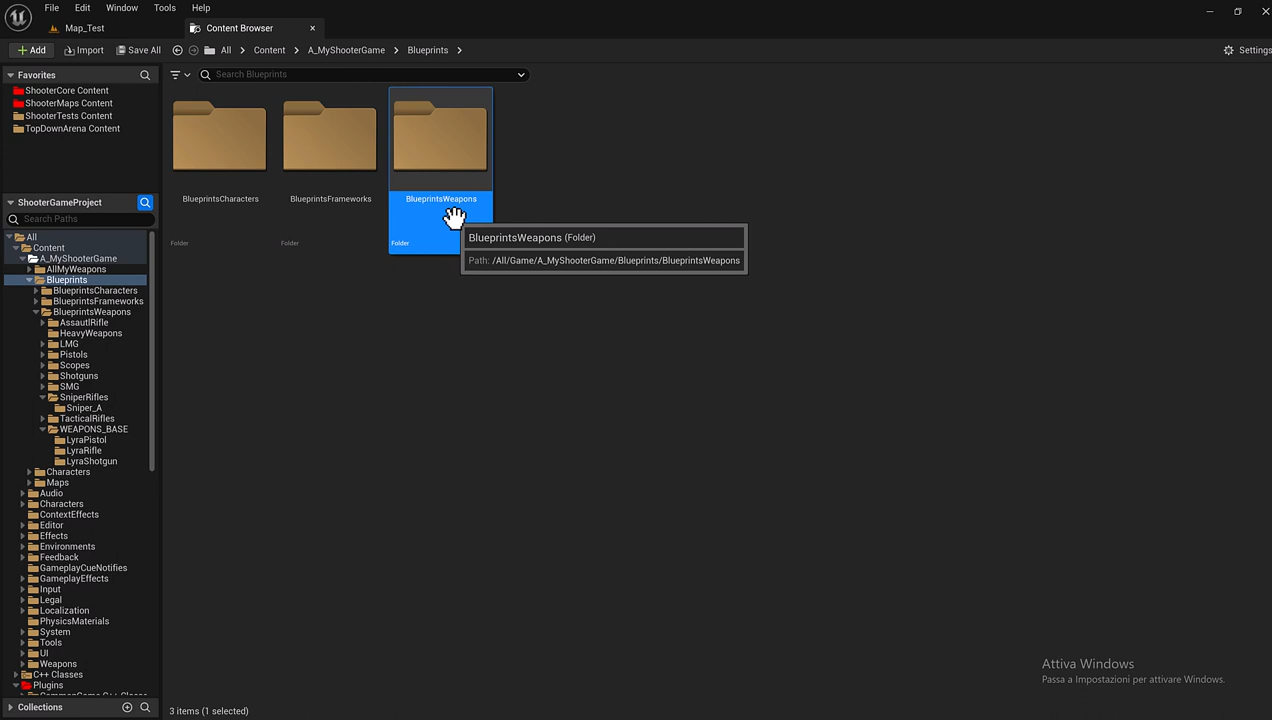 File Edit Window Tools Help
Map_Test Content Browser
Add Import Save All All Content A_MyShooterGame Blueprints Settings
Favorites
Search Blueprints
ShooterCore Content
ShooterMaps Content
ShooterTests Content
TopDownArena Content
BlueprintsCharacters BlueprintsFrameworks BlueprintsWeapons
Folder Folder Folder
BlueprintsWeapons (Folder)
Path: /All/Game/A_MyShooterGame/Blueprints/BlueprintsWeapons
ShooterGameProject
Search Paths
All
Content
A_MyShooterGame
AllMyWeapons
Blueprints
BlueprintsCharacters
BlueprintsFrameworks
BlueprintsWeapons
AssautlRifle
HeavyWeapons
LMG
Pistols
Scopes
Shotguns
SMG
SniperRifles
Sniper_A
TacticalRifles
WEAPONS_BASE
LyraPistol
LyraRifle
LyraShotgun
Characters
Maps
Audio
Characters
ContextEffects
Editor
Effects
Environments
Feedback
GameplayCueNotifies
GameplayEffects
Input
Legal
Localization
PhysicsMaterials
System
Tools
UI
Weapons
C++ Classes
Plugins
CommonGame C++ Classes
Collections
3 items (1 selected)
Attiva Windows
Passa a Impostazioni per attivare Windows.